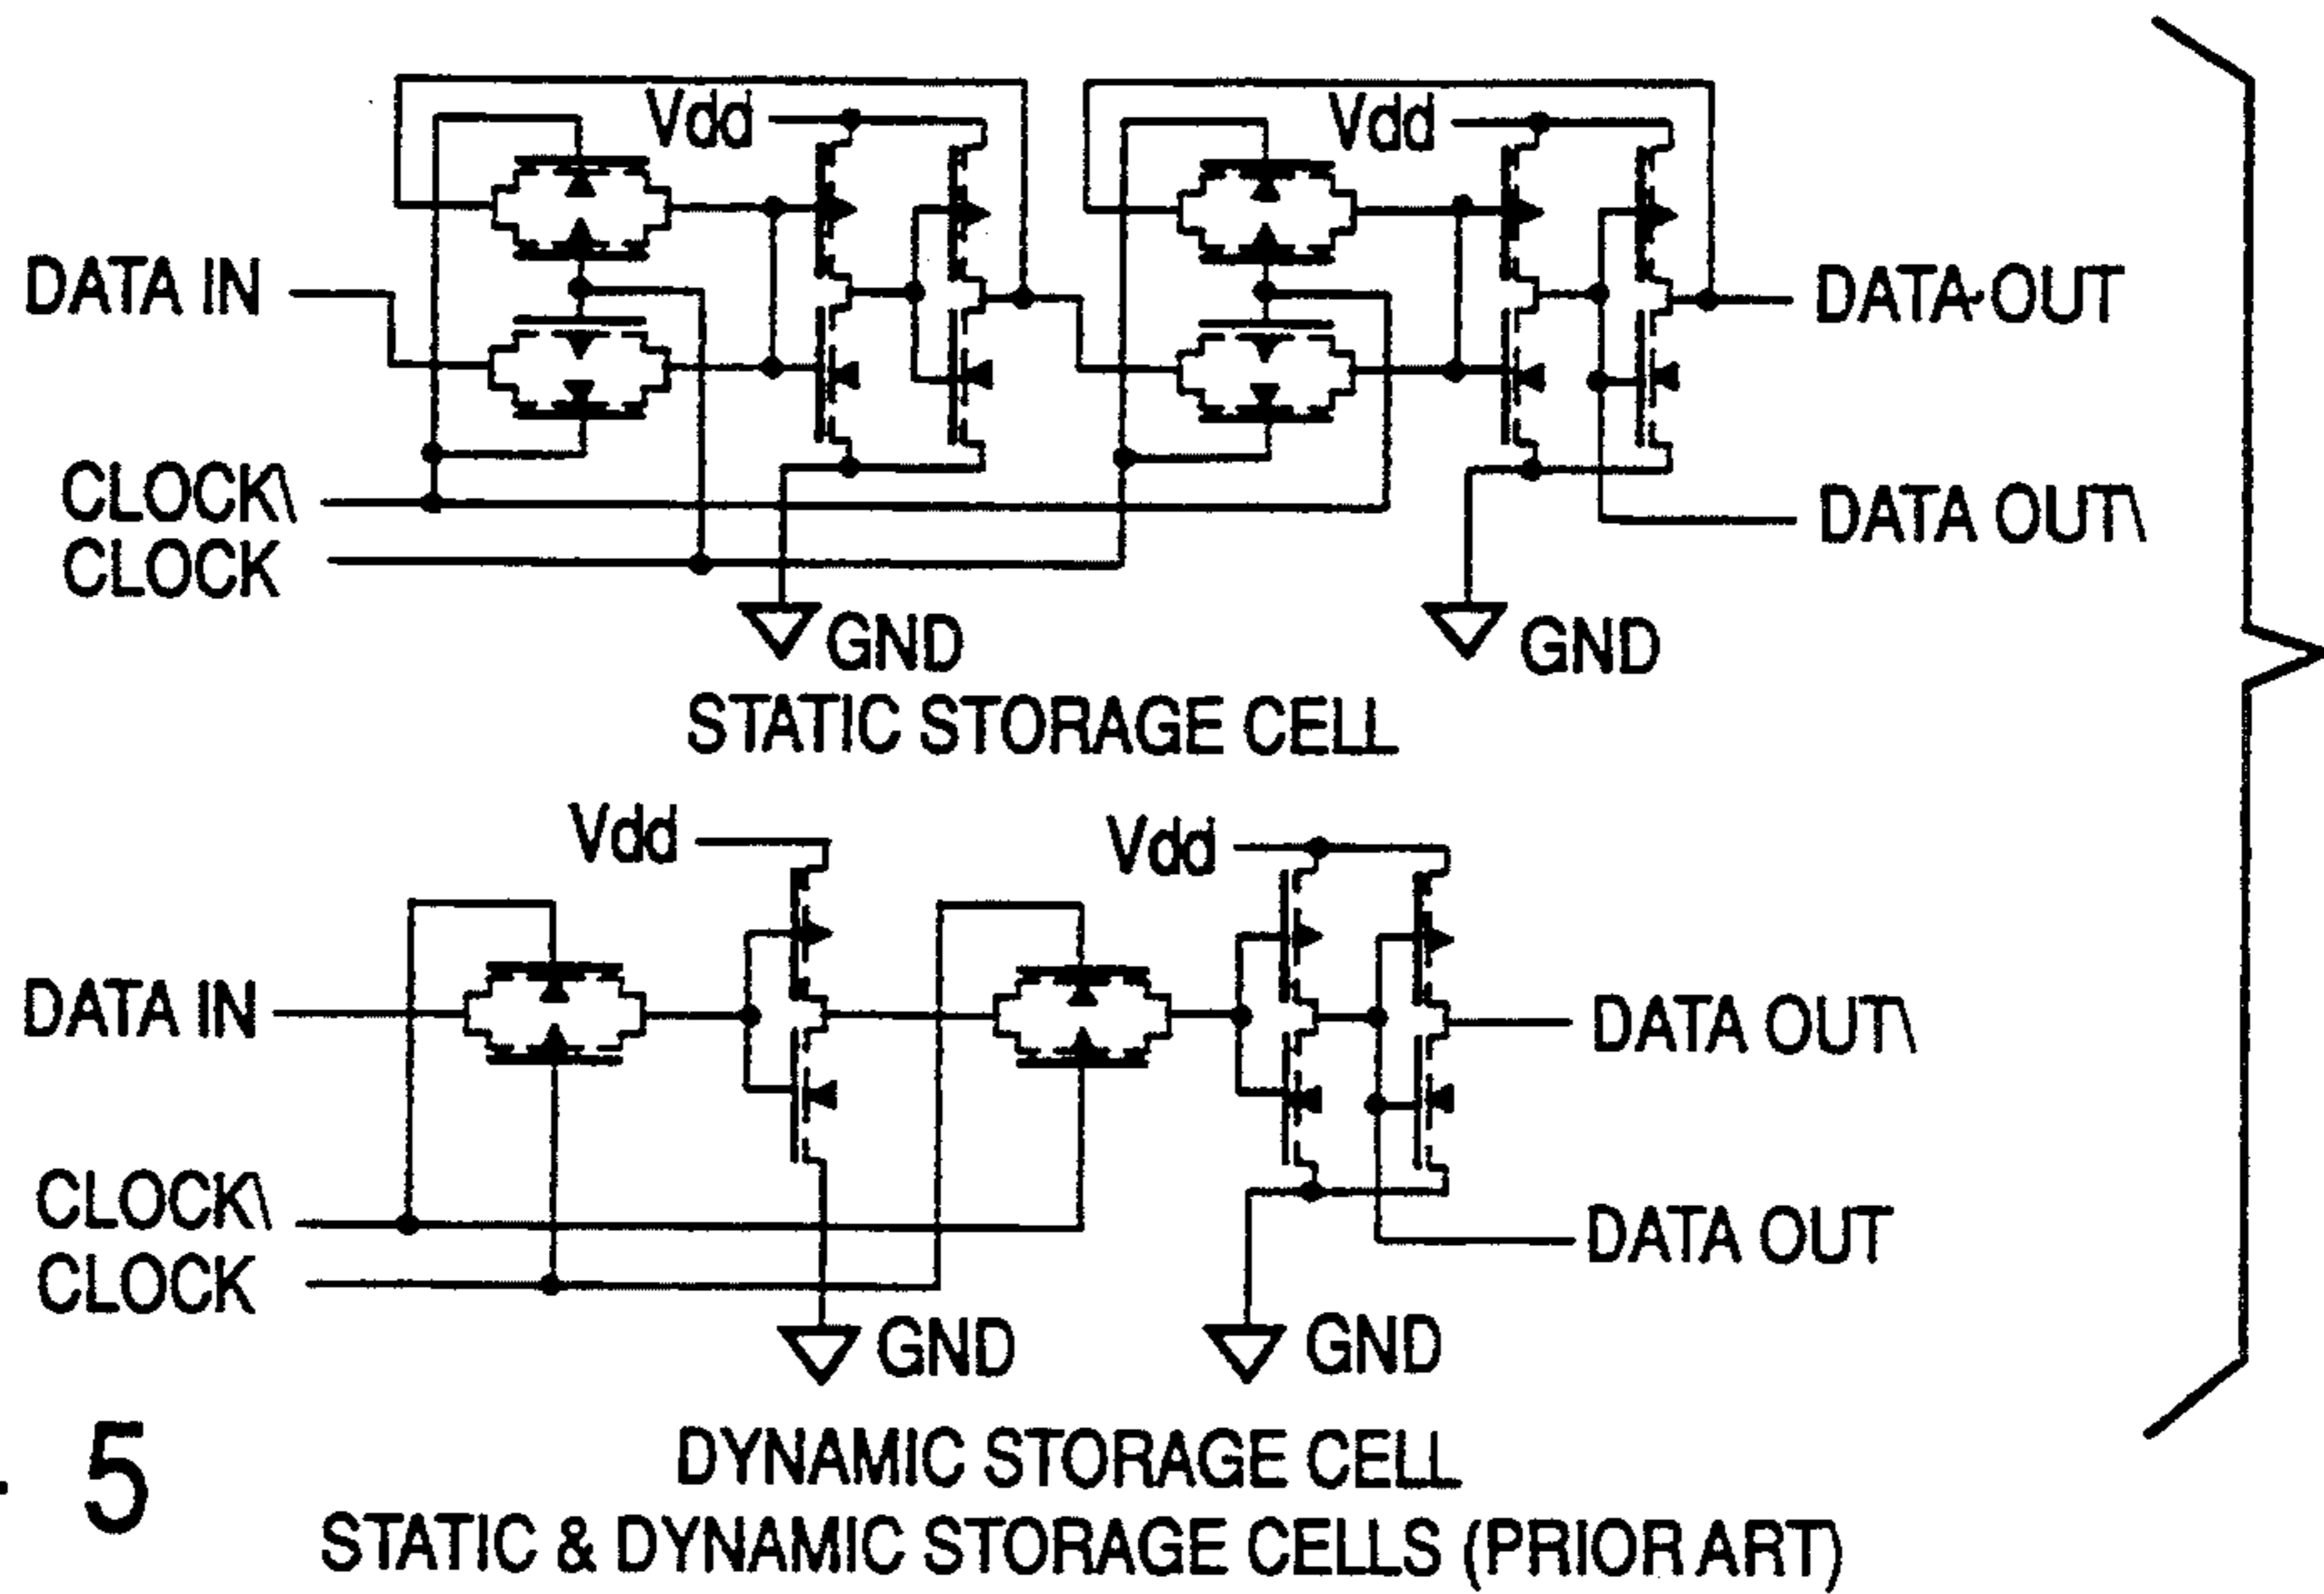 Vdd
Vdd
DATA IN
DATA OUT
CLOCK\
DATA OUT\
CLOCK
GND
GND
STATIC STORAGE CELL
Vdd
Vdd
DATA IN
DATA OUT\
CLOCK\
DATA OUT
CLOCK
GND
GND
5
DYNAMIC STORAGE CELL
STATIC & DYNAMIC STORAGE CELLS (PRIOR ART)